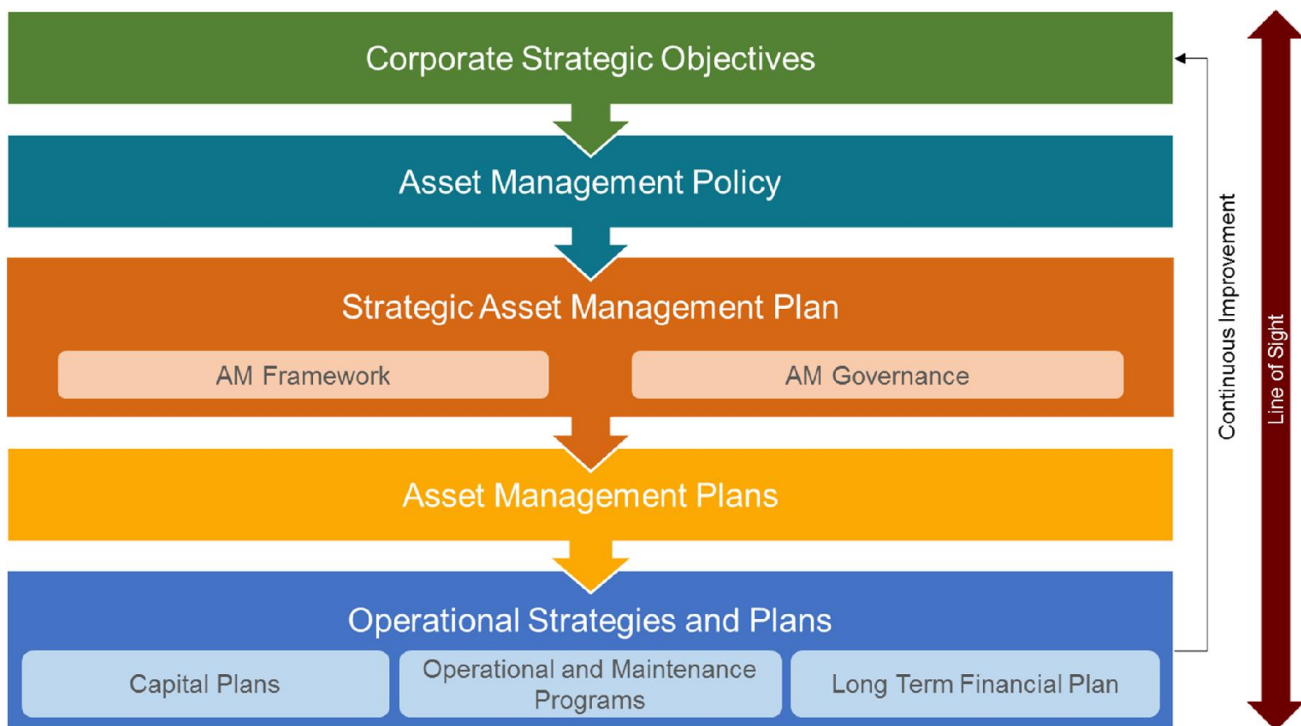 Corporate Strategic Objectives
Asset Management Policy
Strategic Asset Management Plan
AM Framework
AM Governance
Asset Management Plans
Operational Strategies and Plans
Capital Plans
Operational and Maintenance
Programs
Long Term Financial Plan
Continuous Improvement
Line of Sight